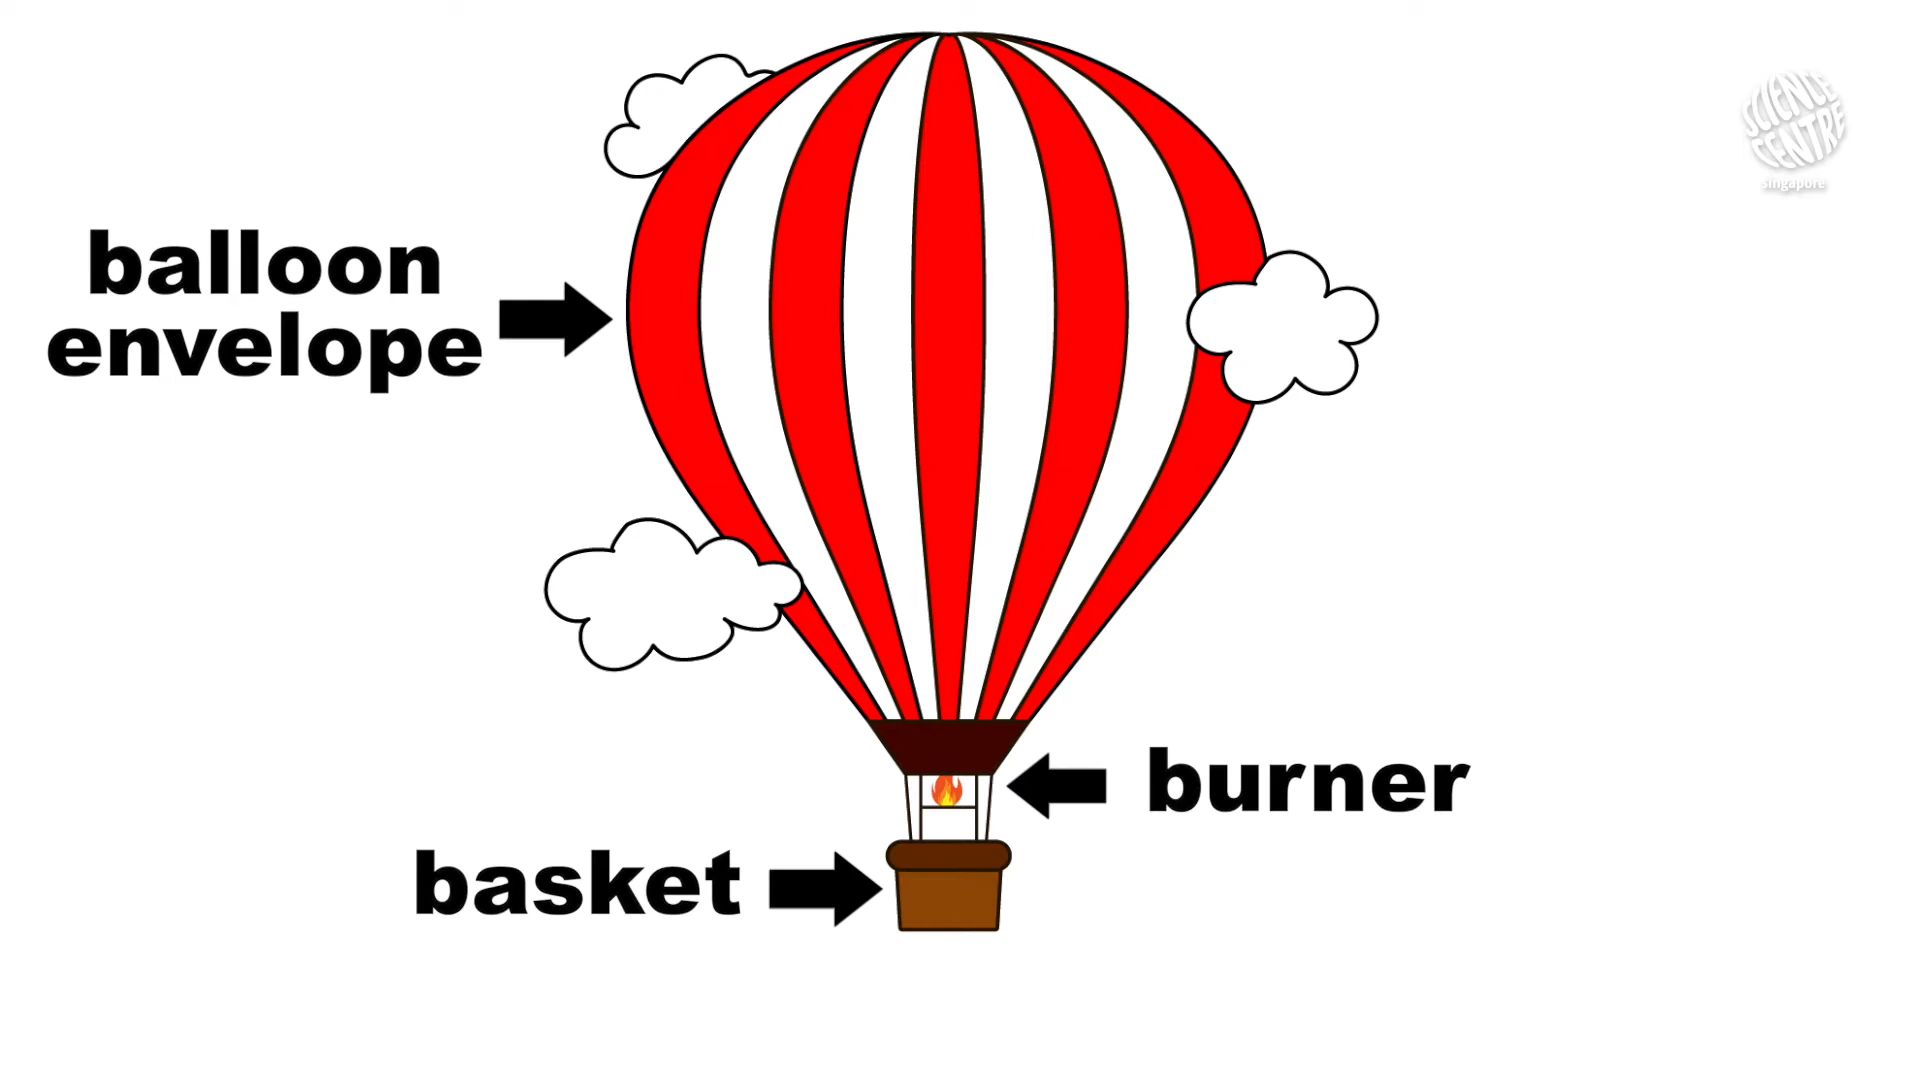 SCIENCE
CENTRE
Singapore
balloon
envelope
burner
basket